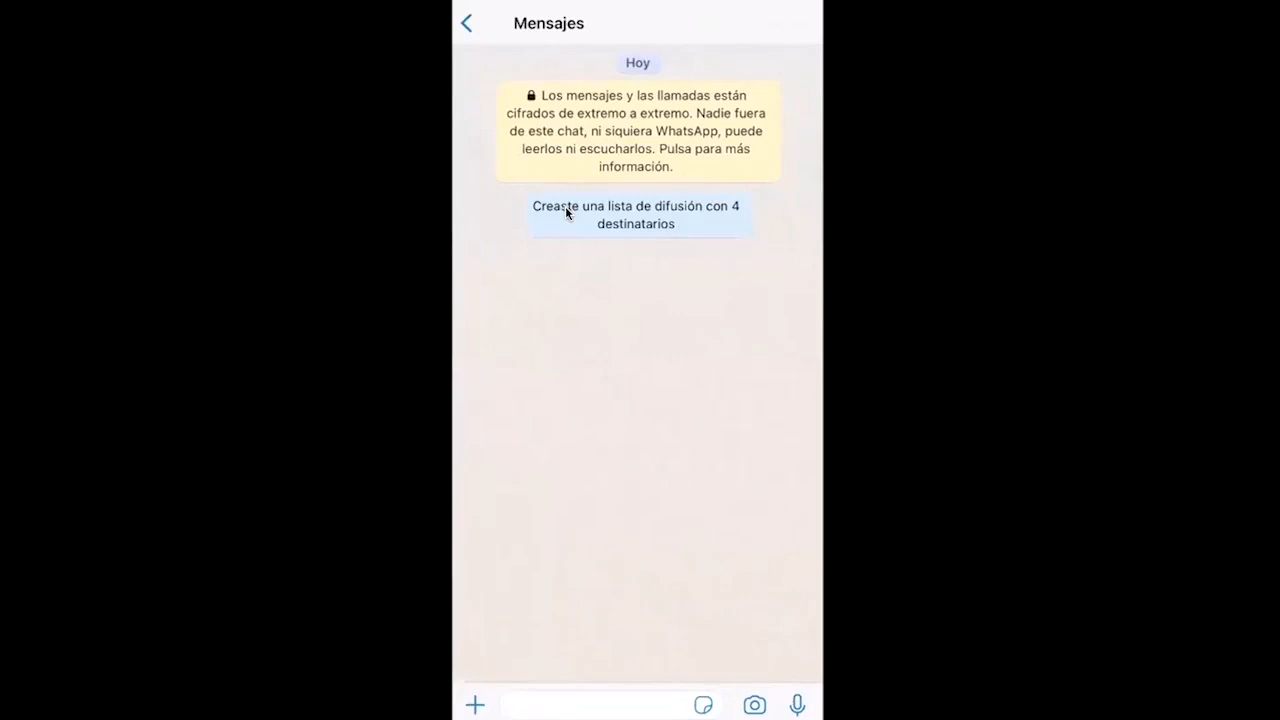 Mensajes
Hoy
Los mensajes y las llamadas están
cifrados de extremo a extremo. Nadie fuera
de este chat, ni siquiera WhatsApp, puede
leerlos ni escucharlos. Pulsa para más
información.
Creaste una lista de difusión con 4
destinatarios